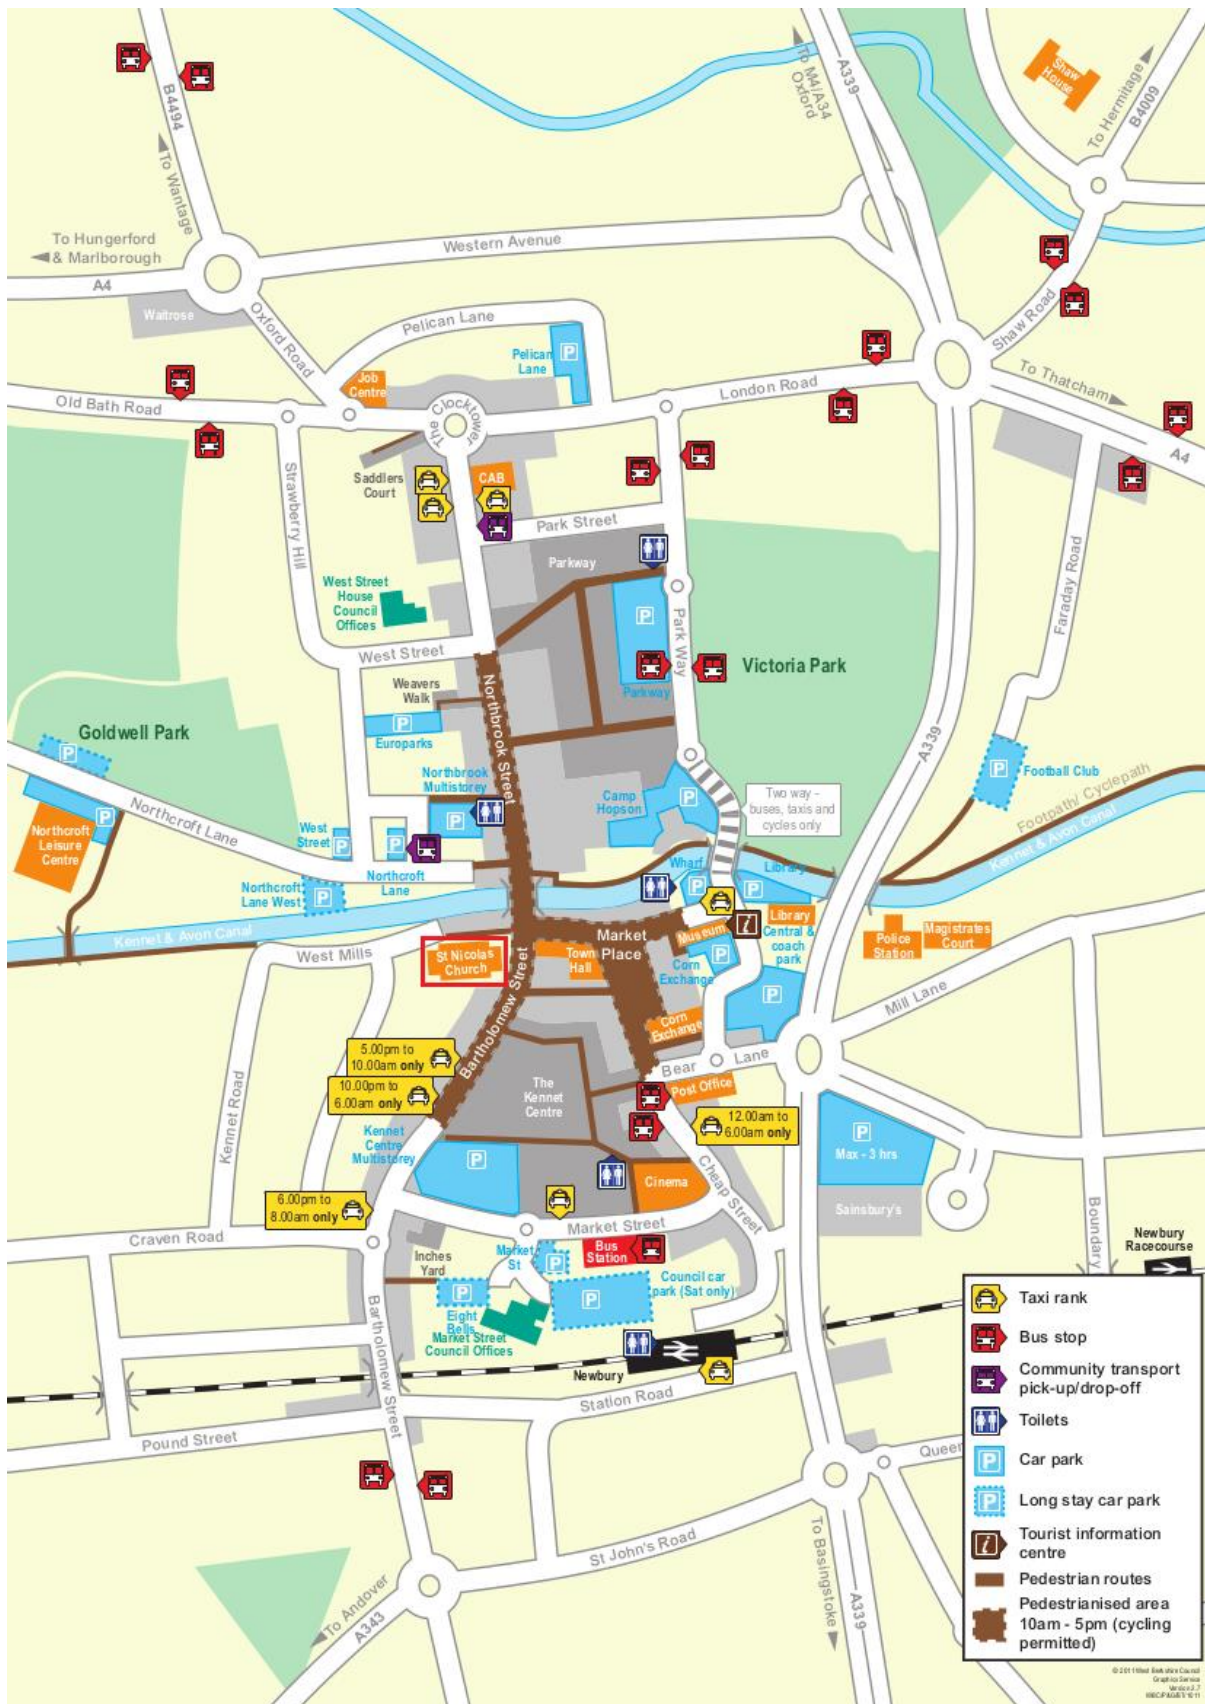 B4494
To Wantage
To M4/A34
Oxford
A339
Shaw
House
To Hermitage
B4009
To Hungerford
& Marlborough
A4
Western Avenue
Waitrose
Oxford Road
Pelican Lane
Pelican
Lane
Job
Centre
Shaw Road
To Thatcham
A4
Old Bath Road
The Clocktower
London Road
Saddlers
Court
CAB
Strawberry Hill
Park Street
Parkway
West Street
House
Council
Offices
Park Way
Faraday Road
West Street
Victoria Park
Weavers
Walk
Northbrook Street
Parkway
Goldwell Park
Europarks
A339
Northbrook
Multistorey
Football Club
Camp
Hopson
Two way -
buses, taxis and
cycles only
Footpath/ Cyclepath
Kennet & Avon Canal
Northcroft Lane
Northcroft
Leisure
Centre
West
Street
Northcroft
Lane
Northcroft
Lane West
Wharf
Library
Kennet & Avon Canal
West Mills
St Nicolas
Church
Town
Hall
Market
Place
Museum
Library
Central &
coach
park
Police
Station
Magistrates
Court
Corn
Exchange
Bartholomew Street
Mill Lane
Corn
Exchange
5.00pm to
10.00am only
10.00pm to
6.00am only
Bear Lane
The
Kennet
Centre
Post Office
12.00am to
6.00am only
Kennet Road
Kennet
Centre
Multistorey
Max - 3 hrs
Cinema
Cheap Street
6.00pm to
8.00am only
Sainsbury's
Boundary
Craven Road
Market Street
Newbury
Racecourse
Inches
Yard
Market
St
Bus
Station
Council car
park (Sat only)
Eight
Bells
Market Street
Council Offices
Newbury
Bartholomew Street
Station Road
Pound Street
Queen
St John's Road
To Andover
A343
To Basingstoke
A339
Taxi rank
Bus stop
Community transport
pick-up/drop-off
Toilets
Car park
Long stay car park
Tourist information
centre
Pedestrian routes
Pedestrianised area
10am - 5pm (cycling
permitted)
© 2011 West Berkshire Council
Graphics Service
Version 2.7